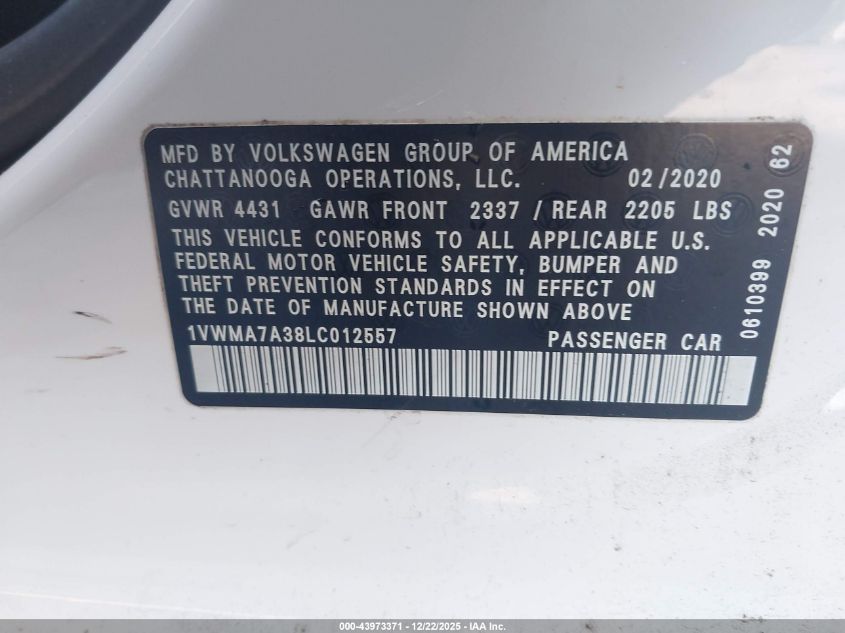 MFD BY VOLKSWAGEN GROUP OF AMERICA
CHATTANOOGA OPERATIONS, LLC. 02/2020
GVWR 4431 GAWR FRONT 2337 / REAR 2205 LBS
THIS VEHICLE CONFORMS TO ALL APPLICABLE U.S.
FEDERAL MOTOR VEHICLE SAFETY, BUMPER AND
THEFT PREVENTION STANDARDS IN EFFECT ON
THE DATE OF MANUFACTURE SHOWN ABOVE
1VWMA7A38LC012557 PASSENGER CAR
0610399 2020 62
000-43973371 - 12/22/2025 - IAA Inc.